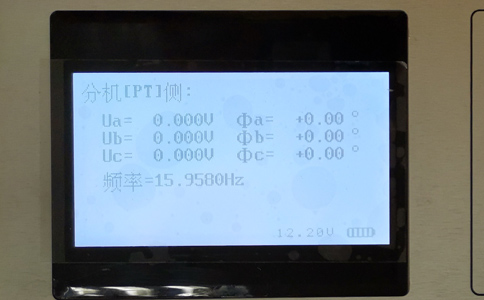 分机[PT]侧:
Ua= 0.000V Φa= +0.00 °
Ub= 0.000V Φb= +0.00 °
Uc= 0.000V Φc= +0.00 °
频率=15.9580Hz
12.20V